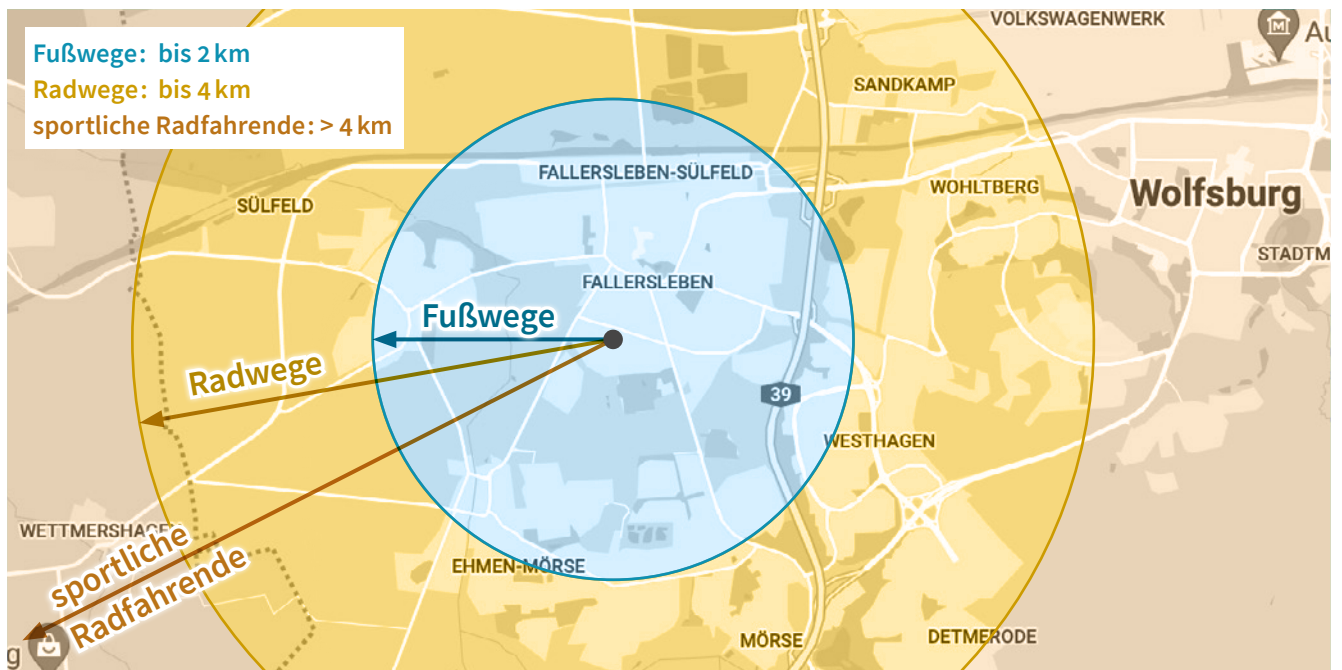 Fußwege: bis 2 km
Radwege: bis 4 km
sportliche Radfahrende: > 4 km
VOLKSWAGENWERK
Au
SANDKAMP
FALLERSLEBEN-SÜLFELD
WOHLTBERG
Wolfsburg
SÜLFELD
STADTM
FALLERSLEBEN
Fußwege
Radwege
39
WESTHAGEN
WETTMERSHAGEN
sportliche
Radfahrende
EHMEN-MÖRSE
MÖRSE
DETMERODE
g